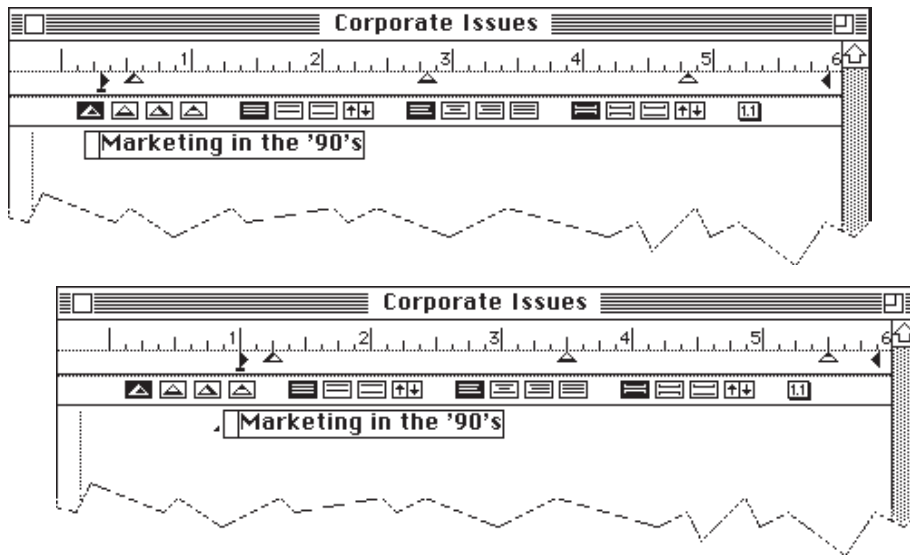 Corporate Issues
1 2 3 4 5 6
1.1
Marketing in the '90's
Corporate Issues
1 2 3 4 5 6
1.1
Marketing in the '90's